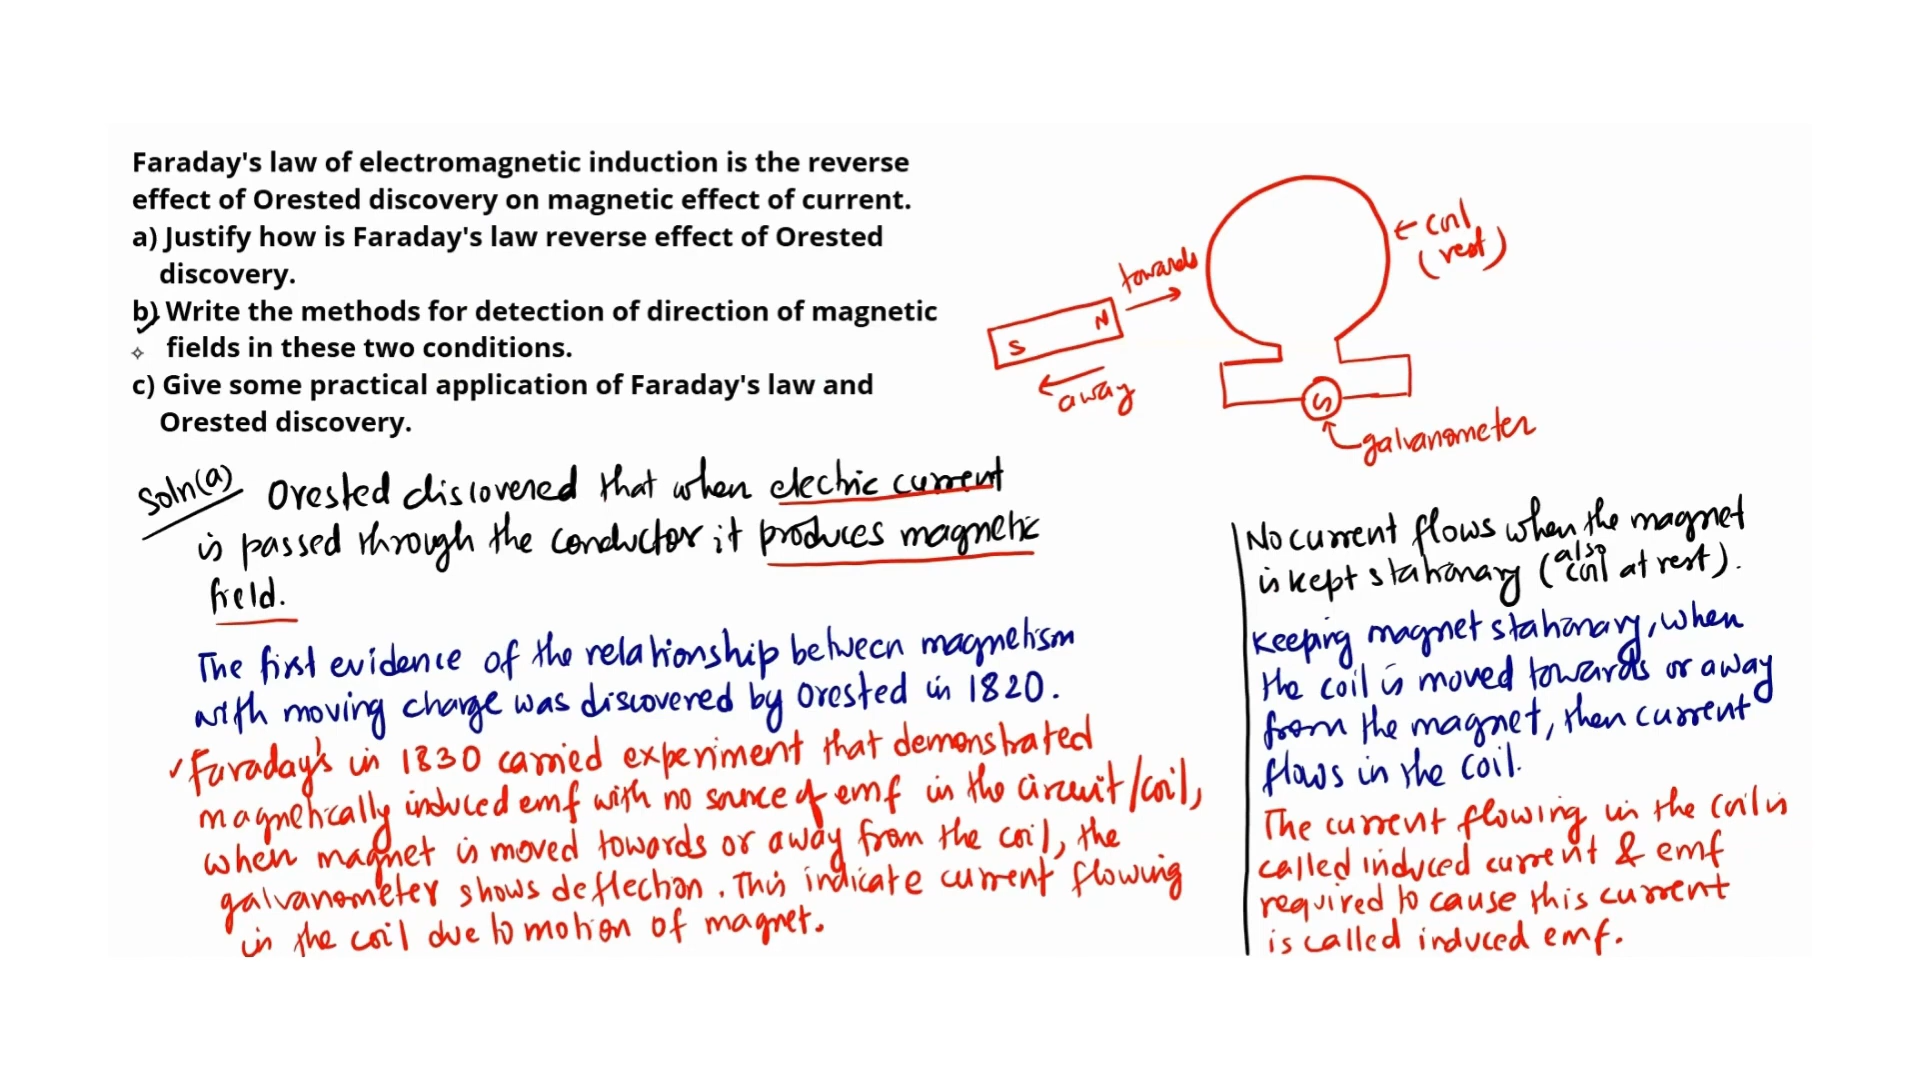 Faraday's law of electromagnetic induction is the reverse
effect of Orested discovery on magnetic effect of current.
a) Justify how is Faraday's law reverse effect of Orested
discovery.
b) Write the methods for detection of direction of magnetic
fields in these two conditions.
c) Give some practical application of Faraday's law and
Orested discovery.
towards
N
S
away
← coil
(rest)
G
galvanometer
Soln(a) Orested discovered that when electric current
is passed through the conductor it produces magnetic
field.
The first evidence of the relationship between magnetism
with moving charge was discovered by Orested in 1820.
✓ Faraday's in 1830 carried experiment that demonstrated
magnetically induced emf with no source of emf in the circuit/coil,
when magnet is moved towards or away from the coil, the
galvanometer shows deflection. This indicate current flowing
in the coil due to motion of magnet.
No current flows when the magnet
is kept stationary (also coil at rest).
Keeping magnet stationary, when
the coil is moved towards or away
from the magnet, then current
flows in the coil.
The current flowing in the coil is
called induced current & emf
required to cause this current
is called induced emf.